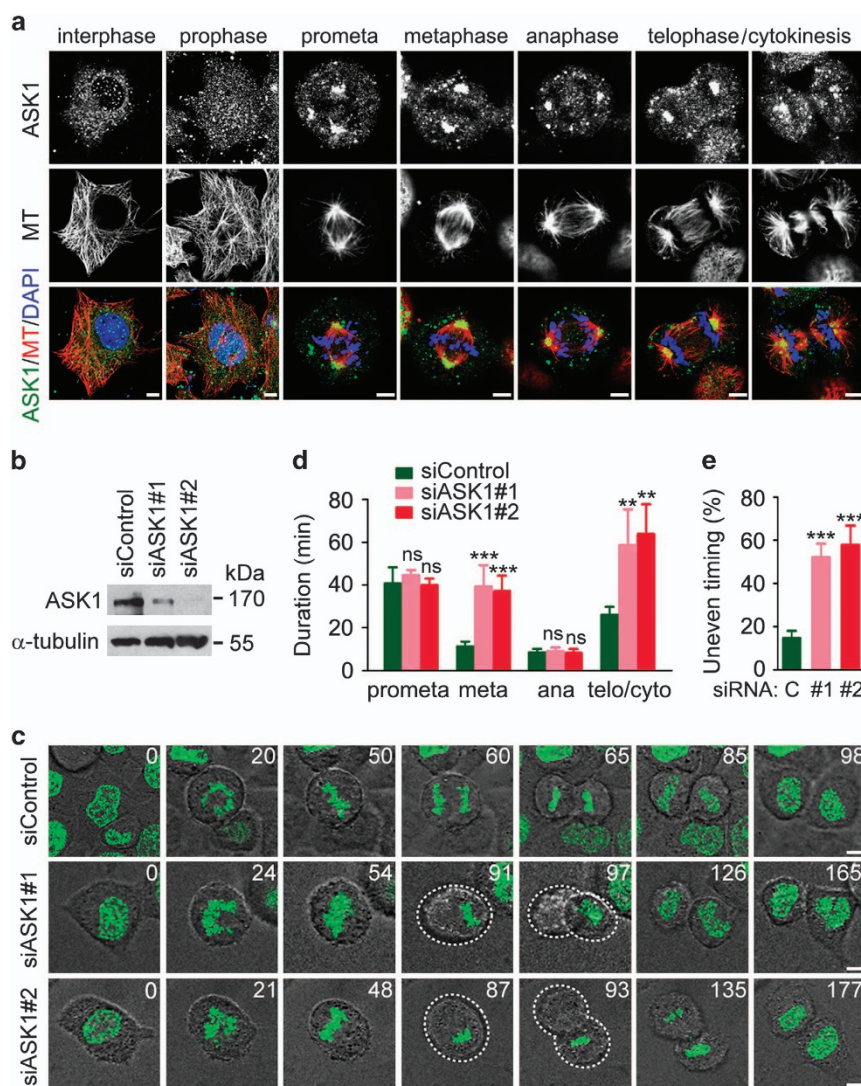 a
interphase prophase prometa metaphase anaphase telophase/cytokinesis
ASK1
MT
ASK1/MT/DAPI
b
siControl
siASK1#1
siASK1#2
kDa
ASK1 170
α-tubulin 55
d
siControl
siASK1#1
siASK1#2
Duration (min)
80
60
40
20
0
ns ns
*** ***
ns ns
** **
prometa meta ana telo/cyto
e
Uneven timing (%)
80
60
40
20
0
*** ***
siRNA: C #1 #2
c
siControl
0 20 50 60 65 85 98
siASK1#1
0 24 54 91 97 126 165
siASK1#2
0 21 48 87 93 135 177